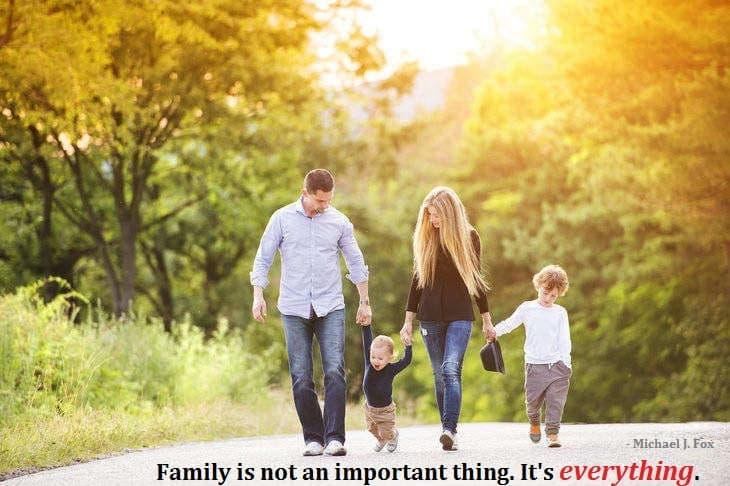 - Michael J. Fox
Family is not an important thing. It's everything.